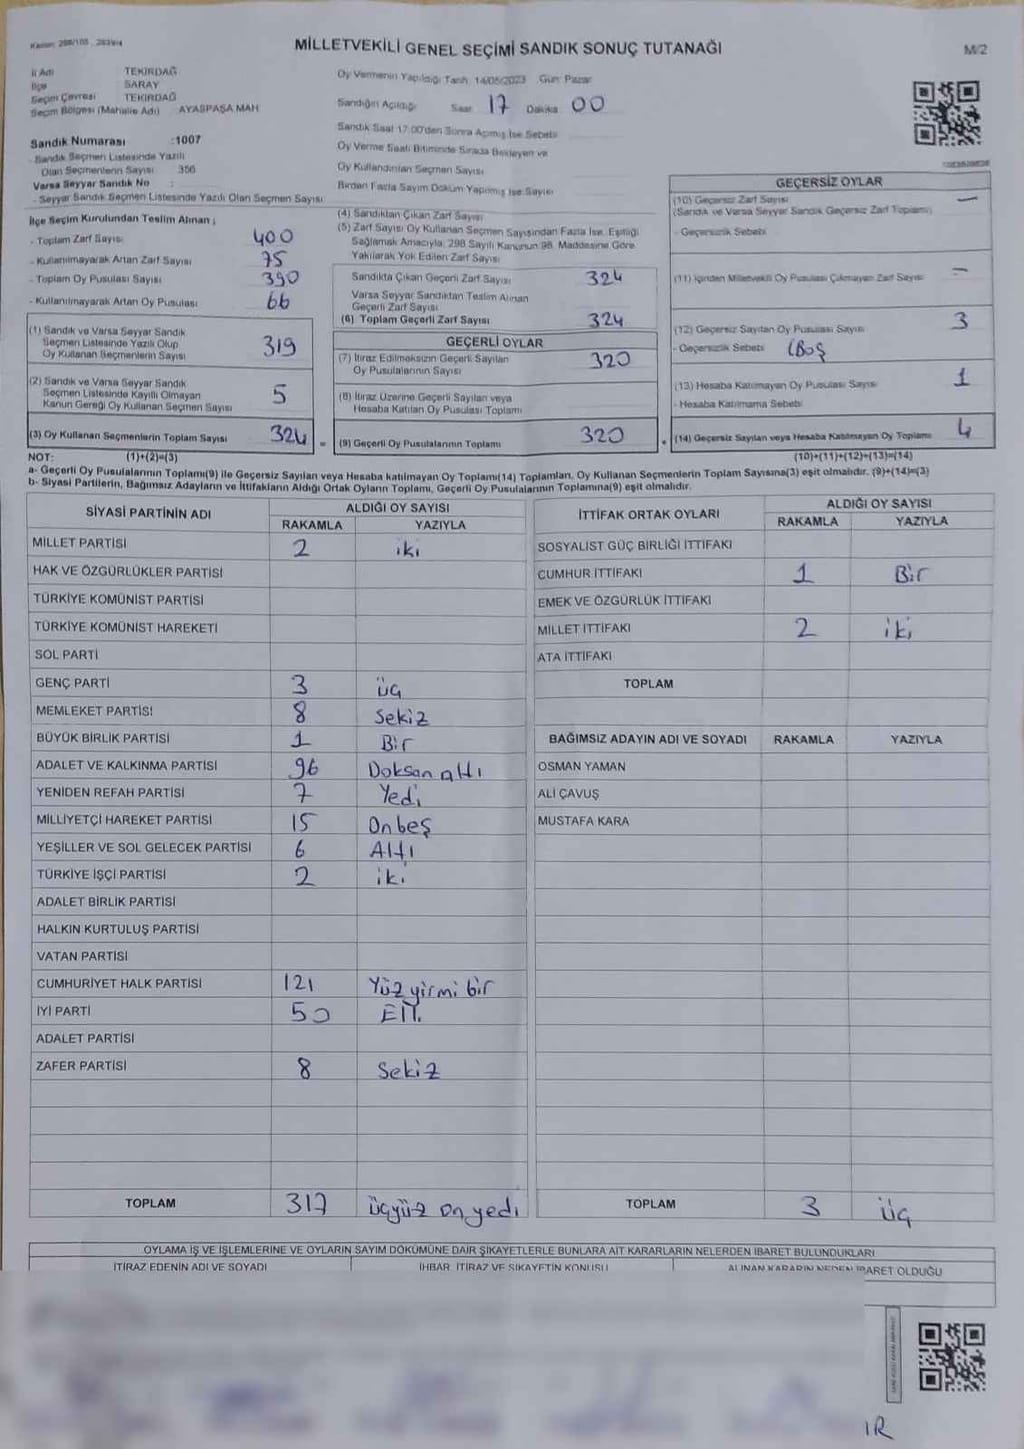 MİLLETVEKİLİ GENEL SEÇİMİ SANDIK SONUÇ TUTANAĞI
M/2
İl Adı TEKİRDAĞ
İlçe SARAY
Seçim Çevresi TEKİRDAĞ
Seçim Bölgesi (Mahalle Adı) AYASPAŞA MAH
Oy Vermenin Yapıldığı Tarih: 14/05/2023 Gün: Pazar
Sandığın Açıldığı Saat 17 Dakika 00
Sandık Saat 17:00'den Sonra Açılmış İse Sebebi
Oy Verme Saati Bitiminde Sırada Bekleyen ve
Oy Kullandırılan Seçmen Sayısı
Birden Fazla Sayım Döküm Yapılmış İse Sayısı
Sandık Numarası :1007
- Sandık Seçmen Listesinde Yazılı
Olan Seçmenlerin Sayısı 356
Varsa Seyyar Sandık No :
- Seyyar Sandık Seçmen Listesinde Yazılı Olan Seçmen Sayısı
İlçe Seçim Kurulundan Teslim Alınan ;
- Toplam Zarf Sayısı 400
- Kullanılmayarak Artan Zarf Sayısı 75
- Toplam Oy Pusulası Sayısı 390
- Kullanılmayarak Artan Oy Pusulası 66
(1) Sandık ve Varsa Seyyar Sandık
Seçmen Listesinde Yazılı Olup
Oy Kullanan Seçmenlerin Sayısı 319
(2) Sandık ve Varsa Seyyar Sandık
Seçmen Listesinde Kayıtlı Olmayan
Kanun Gereği Oy Kullanan Seçmen Sayısı 5
(3) Oy Kullanan Seçmenlerin Toplam Sayısı 324 =
(4) Sandıktan Çıkan Zarf Sayısı
(5) Zarf Sayısı Oy Kullanan Seçmen Sayısından Fazla İse, Eşitliği
Sağlamak Amacıyla; 298 Sayılı Kanunun 98. Maddesine Göre
Yakılarak Yok Edilen Zarf Sayısı
Sandıkta Çıkan Geçerli Zarf Sayısı 324
Varsa Seyyar Sandıktan Teslim Alınan
Geçerli Zarf Sayısı
(6) Toplam Geçerli Zarf Sayısı 324
GEÇERLİ OYLAR
(7) İtiraz Edilmeksizin Geçerli Sayılan
Oy Pusulalarının Sayısı 320
(8) İtiraz Üzerine Geçerli Sayılan veya
Hesaba Katılan Oy Pusulası Toplamı
(9) Geçerli Oy Pusulalarının Toplamı 320 +
GEÇERSİZ OYLAR
(10) Geçersiz Zarf Sayısı —
(Sandık ve Varsa Seyyar Sandık Geçersiz Zarf Toplamı)
- Geçersizlik Sebebi
(11) İçinden Milletvekili Oy Pusulası Çıkmayan Zarf Sayısı —
(12) Geçersiz Sayılan Oy Pusulası Sayısı 3
- Geçersizlik Sebebi (Boş
(13) Hesaba Katılmayan Oy Pusulası Sayısı 1
- Hesaba Katılmama Sebebi
(14) Geçersiz Sayılan veya Hesaba Katılmayan Oy Toplamı 4
NOT: (1)+(2)=(3) (10)+(11)+(12)+(13)=(14)
a- Geçerli Oy Pusulalarının Toplamı(9) ile Geçersiz Sayılan veya Hesaba katılmayan Oy Toplamı(14) Toplamları, Oy Kullanan Seçmenlerin Toplam Sayısına(3) eşit olmalıdır. (9)+(14)=(3)
b- Siyasi Partilerin, Bağımsız Adayların ve İttifakların Aldığı Ortak Oyların Toplamı, Geçerli Oy Pusulalarının Toplamına(9) eşit olmalıdır.
SİYASİ PARTİNİN ADI ALDIĞI OY SAYISI
RAKAMLA YAZIYLA
MİLLET PARTİSİ 2 iki
HAK VE ÖZGÜRLÜKLER PARTİSİ
TÜRKİYE KOMÜNİST PARTİSİ
TÜRKİYE KOMÜNİST HAREKETİ
SOL PARTİ
GENÇ PARTİ 3 üç
MEMLEKET PARTİSİ 8 Sekiz
BÜYÜK BİRLİK PARTİSİ 1 Bir
ADALET VE KALKINMA PARTİSİ 96 Doksan altı
YENİDEN REFAH PARTİSİ 7 Yedi
MİLLİYETÇİ HAREKET PARTİSİ 15 Onbeş
YEŞİLLER VE SOL GELECEK PARTİSİ 6 Altı
TÜRKİYE İŞÇİ PARTİSİ 2 iki
ADALET BİRLİK PARTİSİ
HALKIN KURTULUŞ PARTİSİ
VATAN PARTİSİ
CUMHURİYET HALK PARTİSİ 121 Yüz yirmi bir
İYİ PARTİ 50 Elli
ADALET PARTİSİ
ZAFER PARTİSİ 8 Sekiz
TOPLAM 317 üçyüz on yedi
İTTİFAK ORTAK OYLARI ALDIĞI OY SAYISI
RAKAMLA YAZIYLA
SOSYALİST GÜÇ BİRLİĞİ İTTİFAKI
CUMHUR İTTİFAKI 1 Bir
EMEK VE ÖZGÜRLÜK İTTİFAKI
MİLLET İTTİFAKI 2 iki
ATA İTTİFAKI
TOPLAM
BAĞIMSIZ ADAYIN ADI VE SOYADI RAKAMLA YAZIYLA
OSMAN YAMAN
ALİ ÇAVUŞ
MUSTAFA KARA
TOPLAM 3 üç
OYLAMA İŞ VE İŞLEMLERİNE VE OYLARIN SAYIM DÖKÜMÜNE DAİR ŞİKAYETLERLE BUNLARA AİT KARARLARIN NELERDEN İBARET BULUNDUKLARI
İTİRAZ EDENİN ADI VE SOYADI İHBAR, İTİRAZ VE ŞİKAYETİN KONUSU ALINAN KARARIN NEDEN İBARET OLDUĞU
IR